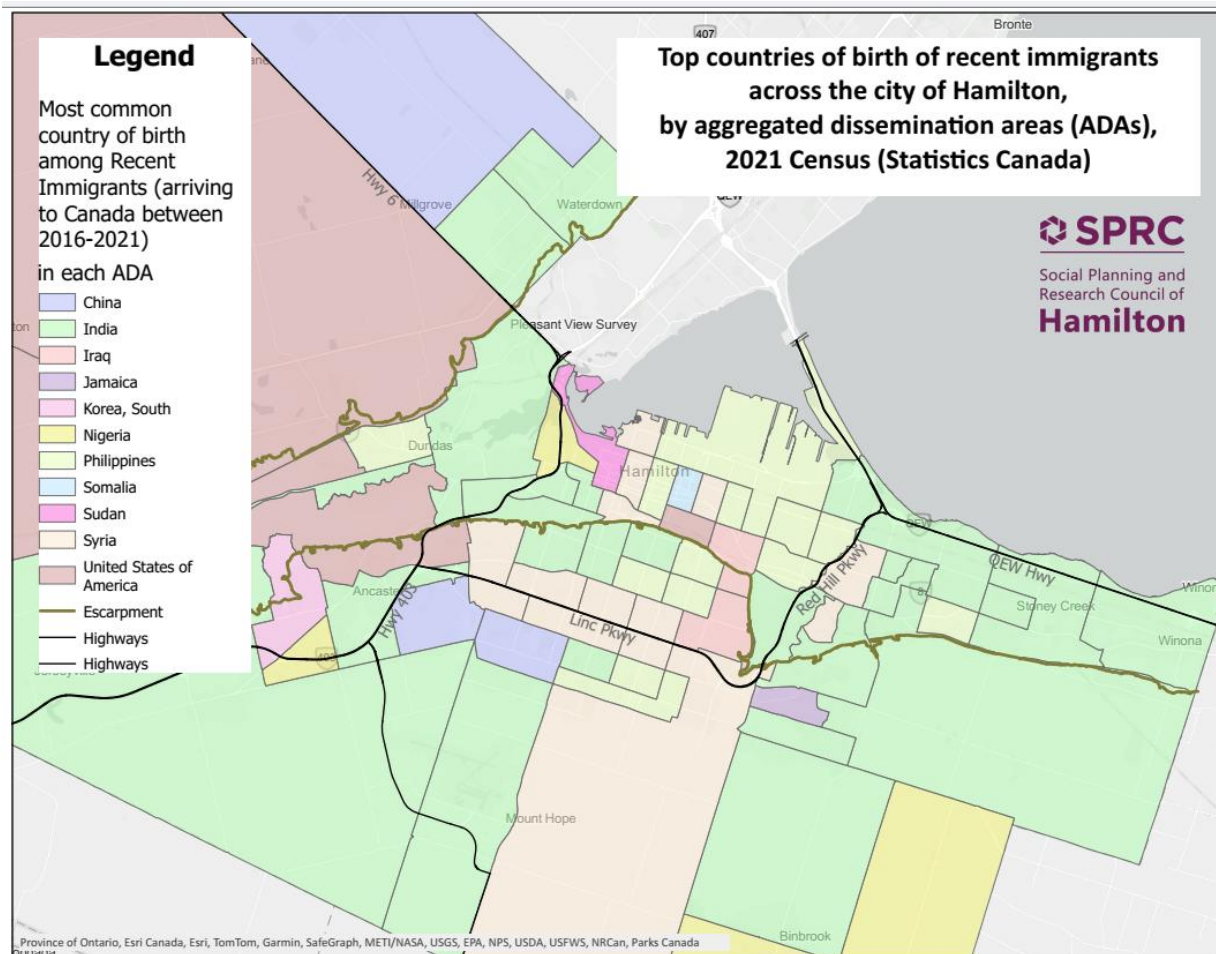 Legend
Most common
country of birth
among Recent
Immigrants (arriving
to Canada between
2016-2021)
in each ADA
China
India
Iraq
Jamaica
Korea, South
Nigeria
Philippines
Somalia
Sudan
Syria
United States of
America
Escarpment
Highways
Highways
Top countries of birth of recent immigrants
across the city of Hamilton,
by aggregated dissemination areas (ADAs),
2021 Census (Statistics Canada)
SPRC
Social Planning and
Research Council of
Hamilton
Bronte
407
QEW
Hwy 6
Millgrove
Waterdown
Pleasant View Survey
Dundas
Hamilton
Ancaster
Hwy 403
Linc Pkwy
Red Hill Pkwy
QEW
QEW Hwy
8
Stoney Creek
Winona
403
Mount Hope
Binbrook
Province of Ontario, Esri Canada, Esri, TomTom, Garmin, SafeGraph, METI/NASA, USGS, EPA, NPS, USDA, USFWS, NRCan, Parks Canada